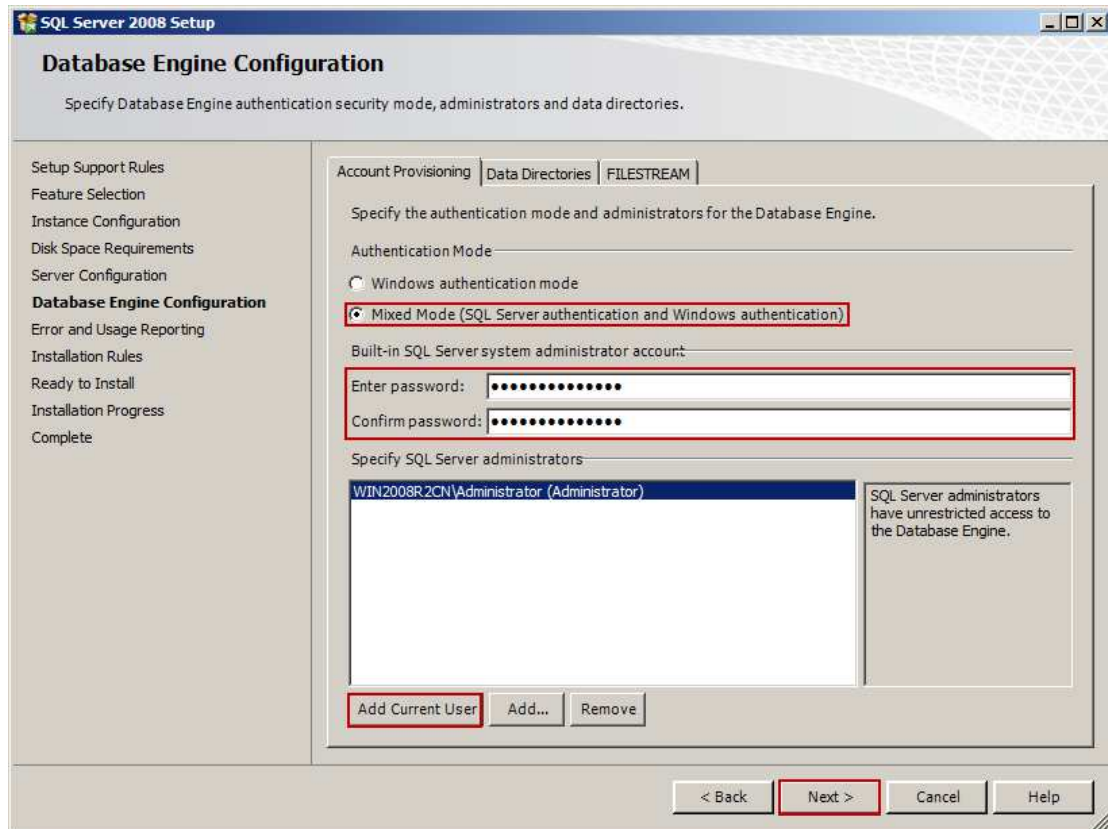 SQL Server 2008 Setup
Database Engine Configuration
Specify Database Engine authentication security mode, administrators and data directories.
Setup Support Rules
Feature Selection
Instance Configuration
Disk Space Requirements
Server Configuration
Database Engine Configuration
Error and Usage Reporting
Installation Rules
Ready to Install
Installation Progress
Complete
Account Provisioning
Data Directories
FILESTREAM
Specify the authentication mode and administrators for the Database Engine.
Authentication Mode
Windows authentication mode
Mixed Mode (SQL Server authentication and Windows authentication)
Built-in SQL Server system administrator account
Enter password: ●●●●●●●●●●●●●●
Confirm password: ●●●●●●●●●●●●●●
Specify SQL Server administrators
WIN2008R2CN\Administrator (Administrator)
SQL Server administrators
have unrestricted access to
the Database Engine.
Add Current User
Add...
Remove
< Back
Next >
Cancel
Help